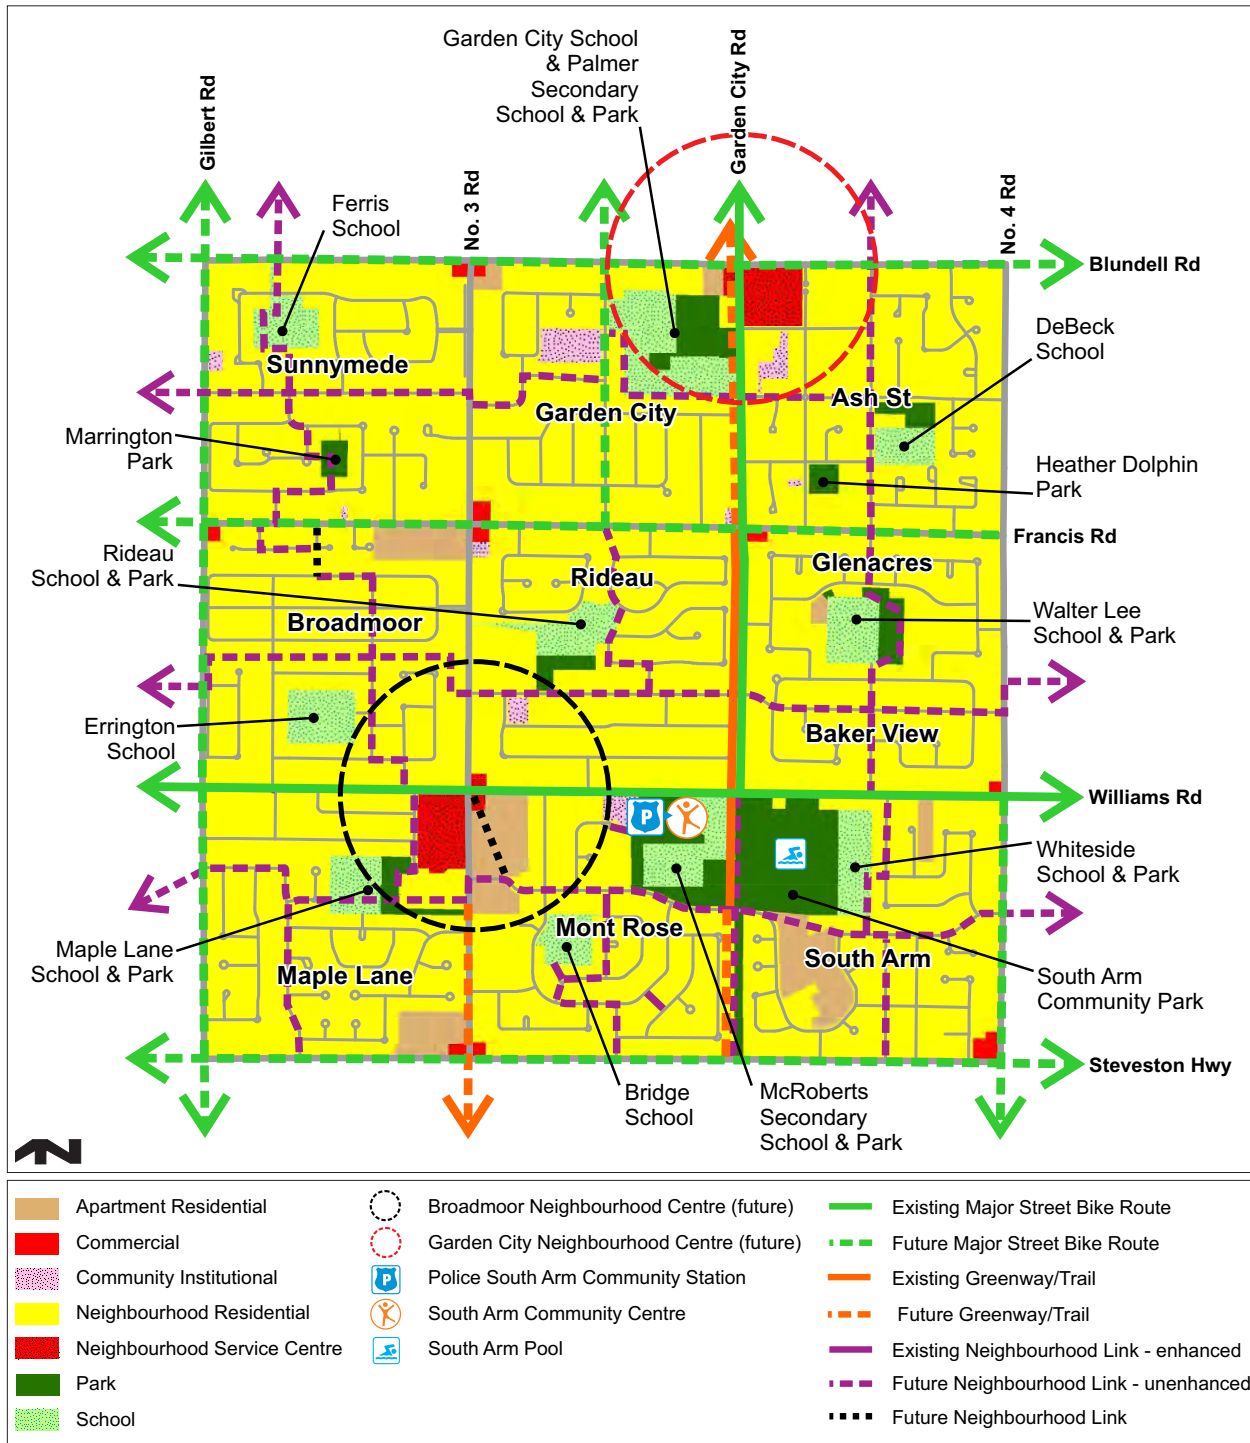 Garden City School
& Palmer
Secondary
School & Park
Gilbert Rd
No. 3 Rd
Garden City Rd
No. 4 Rd
Ferris
School
Blundell Rd
DeBeck
School
Sunnymede
Garden City
Ash St
Marrington
Park
Heather Dolphin
Park
Francis Rd
Rideau
School & Park
Rideau
Glenacres
Broadmoor
Walter Lee
School & Park
Errington
School
Baker View
Williams Rd
P
Whiteside
School & Park
Maple Lane
School & Park
Mont Rose
Maple Lane
South Arm
South Arm
Community Park
Steveston Hwy
Bridge
School
McRoberts
Secondary
School & Park
N
Apartment Residential
Commercial
Community Institutional
Neighbourhood Residential
Neighbourhood Service Centre
Park
School
Broadmoor Neighbourhood Centre (future)
Garden City Neighbourhood Centre (future)
P
Police South Arm Community Station
South Arm Community Centre
South Arm Pool
Existing Major Street Bike Route
Future Major Street Bike Route
Existing Greenway/Trail
Future Greenway/Trail
Existing Neighbourhood Link - enhanced
Future Neighbourhood Link - unenhanced
Future Neighbourhood Link